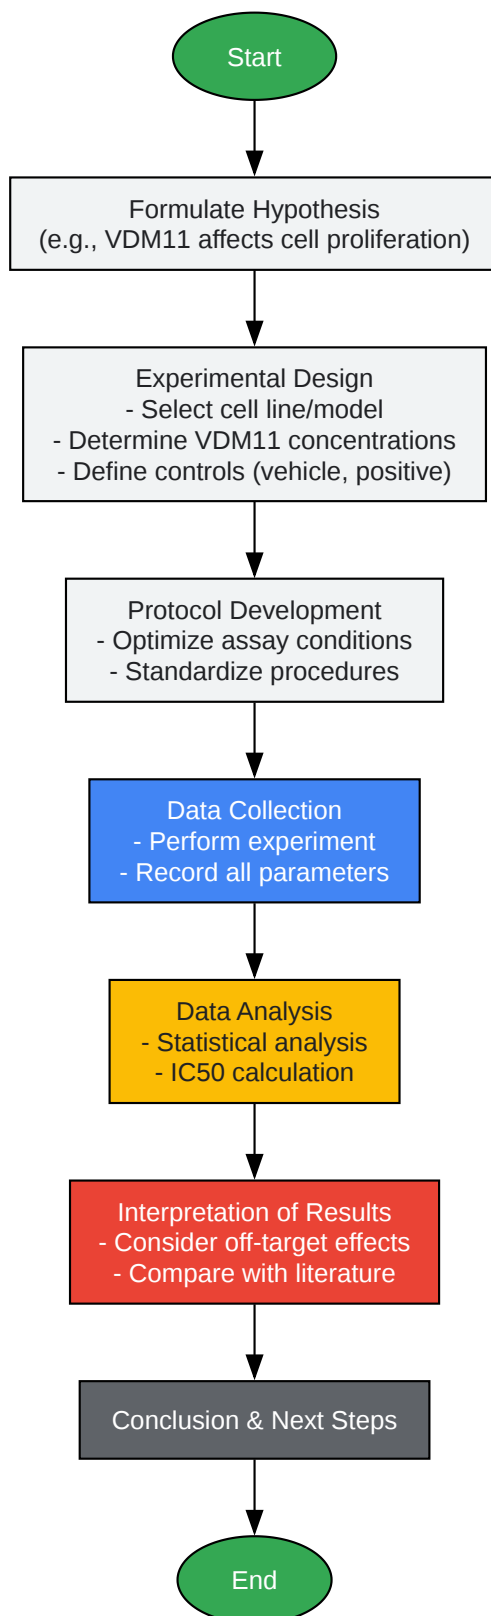 Start
Formulate Hypothesis
(e.g., VDM11 affects cell proliferation)
Experimental Design
- Select cell line/model
- Determine VDM11 concentrations
- Define controls (vehicle, positive)
Protocol Development
- Optimize assay conditions
- Standardize procedures
Data Collection
- Perform experiment
- Record all parameters
Data Analysis
- Statistical analysis
- IC50 calculation
Interpretation of Results
- Consider off-target effects
- Compare with literature
Conclusion & Next Steps
End